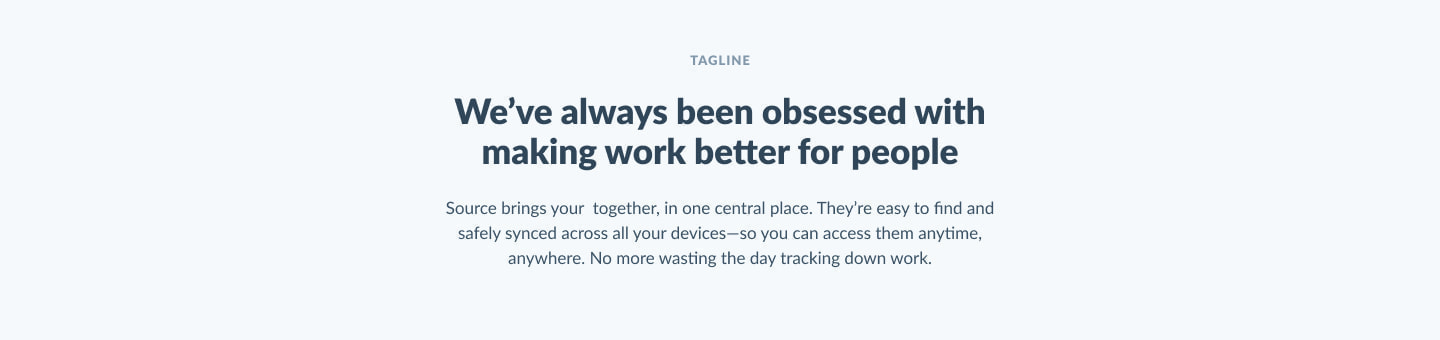 TAGLINE
We’ve always been obsessed with
making work better for people
Source brings your  together, in one central place. They’re easy to find and
safely synced across all your devices—so you can access them anytime,
anywhere. No more wasting the day tracking down work.